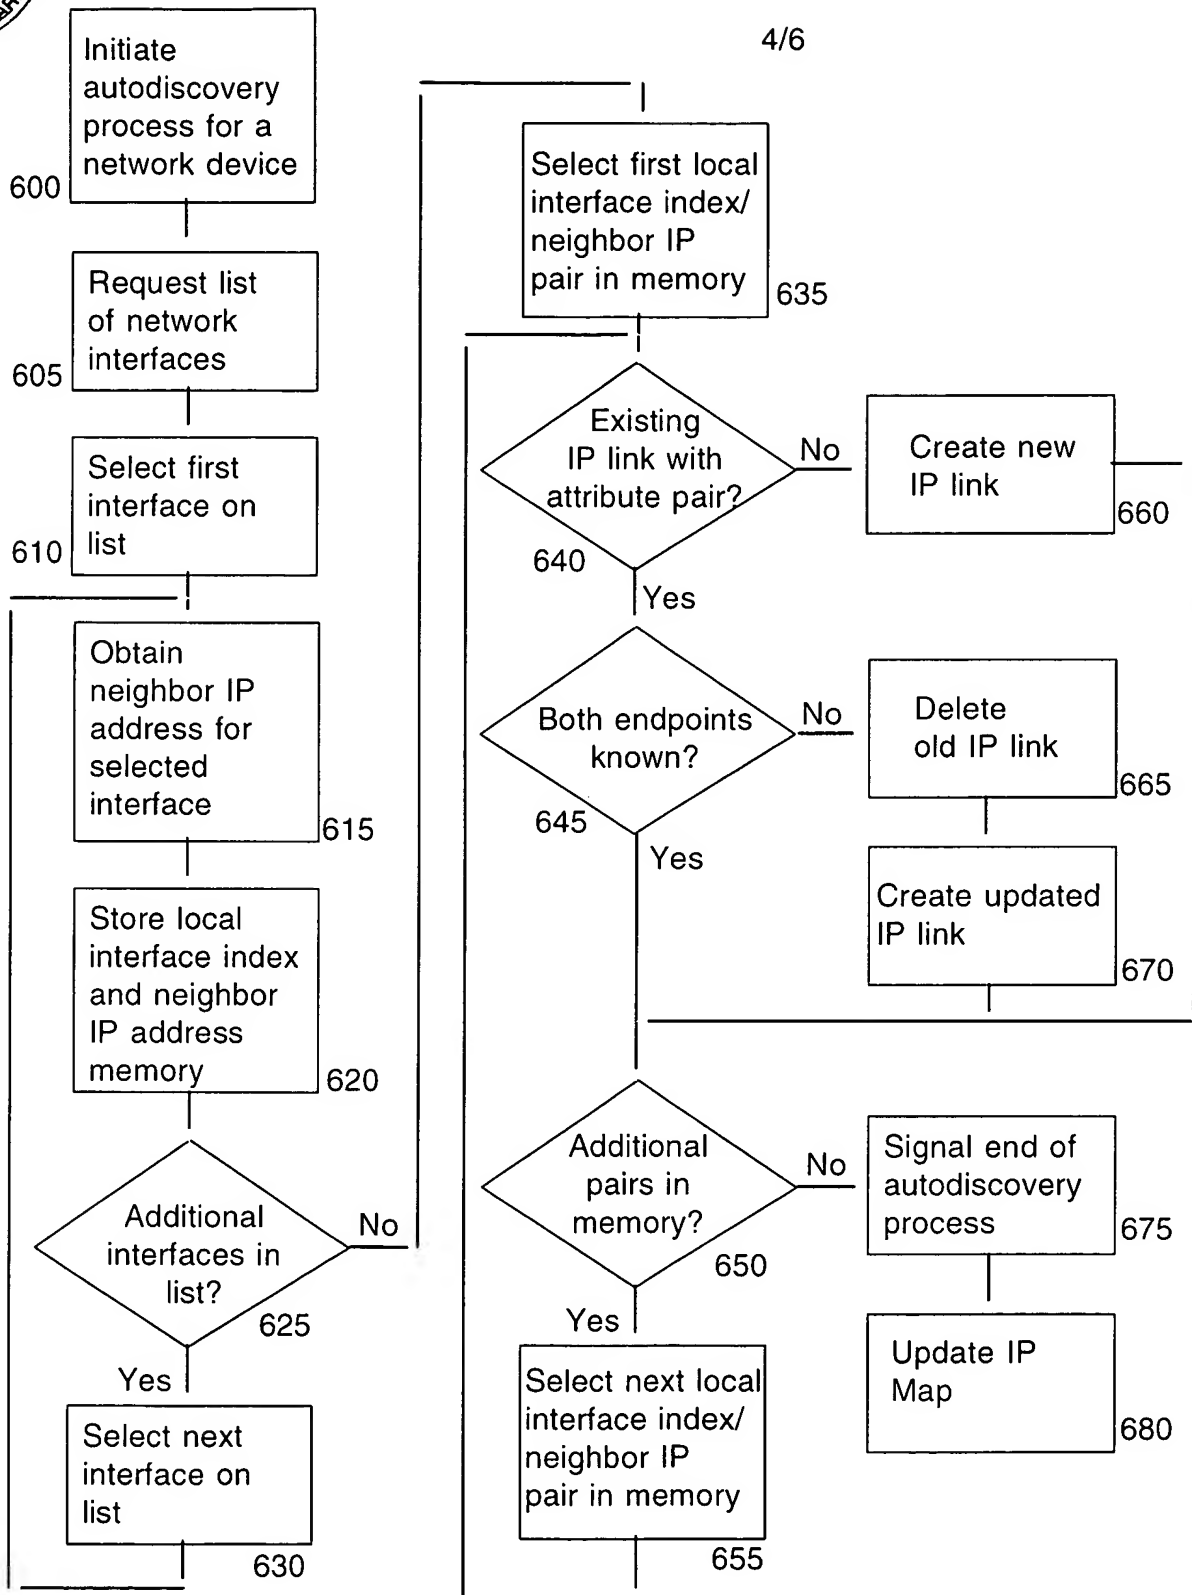 4/6
Initiate
autodiscovery
process for a
network device
600
Request list
of network
interfaces
605
Select first
interface on
list
610
Obtain
neighbor IP
address for
selected
interface
615
Store local
interface index
and neighbor
IP address
memory
620
Additional
interfaces in
list?
No
625
Yes
Select next
interface on
list
630
Select first local
interface index/
neighbor IP
pair in memory
635
Existing
IP link with
attribute pair?
No
640
Yes
Create new
IP link
660
Both endpoints
known?
No
645
Yes
Delete
old IP link
665
Create updated
IP link
670
Additional
pairs in
memory?
No
650
Yes
Select next local
interface index/
neighbor IP
pair in memory
655
Signal end of
autodiscovery
process
675
Update IP
Map
680